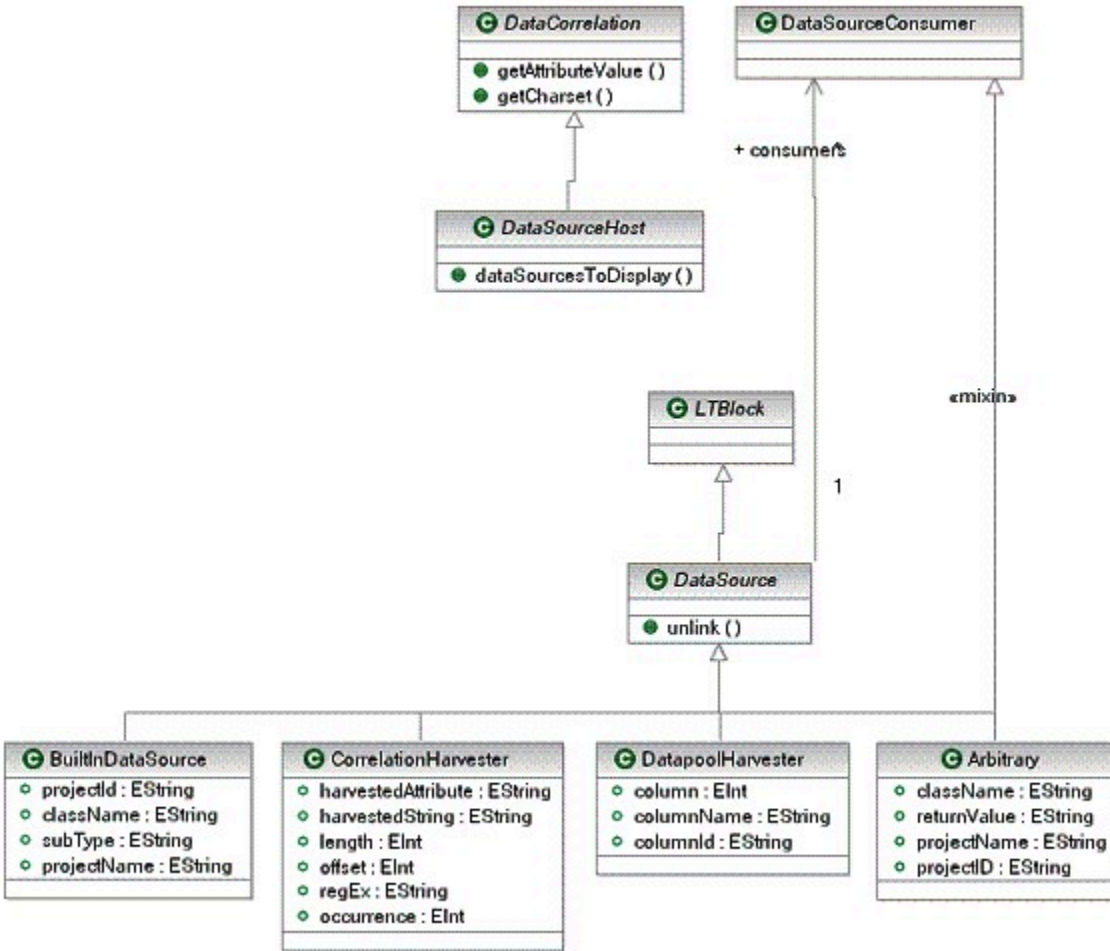 DataCorrelation
getAttributeValue ( )
getCharset ( )
DataSourceConsumer
+ consumers
*
DataSourceHost
dataSourcesToDisplay ( )
LTBlock
«mixin»
1
DataSource
unlink ( )
BuiltInDataSource
projectId : EString
className : EString
subType : EString
projectName : EString
CorrelationHarvester
harvestedAttribute : EString
harvestedString : EString
length : EInt
offset : EInt
regEx : EString
occurrence : EInt
DatapoolHarvester
column : EInt
columnName : EString
columnId : EString
Arbitrary
className : EString
returnValue : EString
projectName : EString
projectID : EString